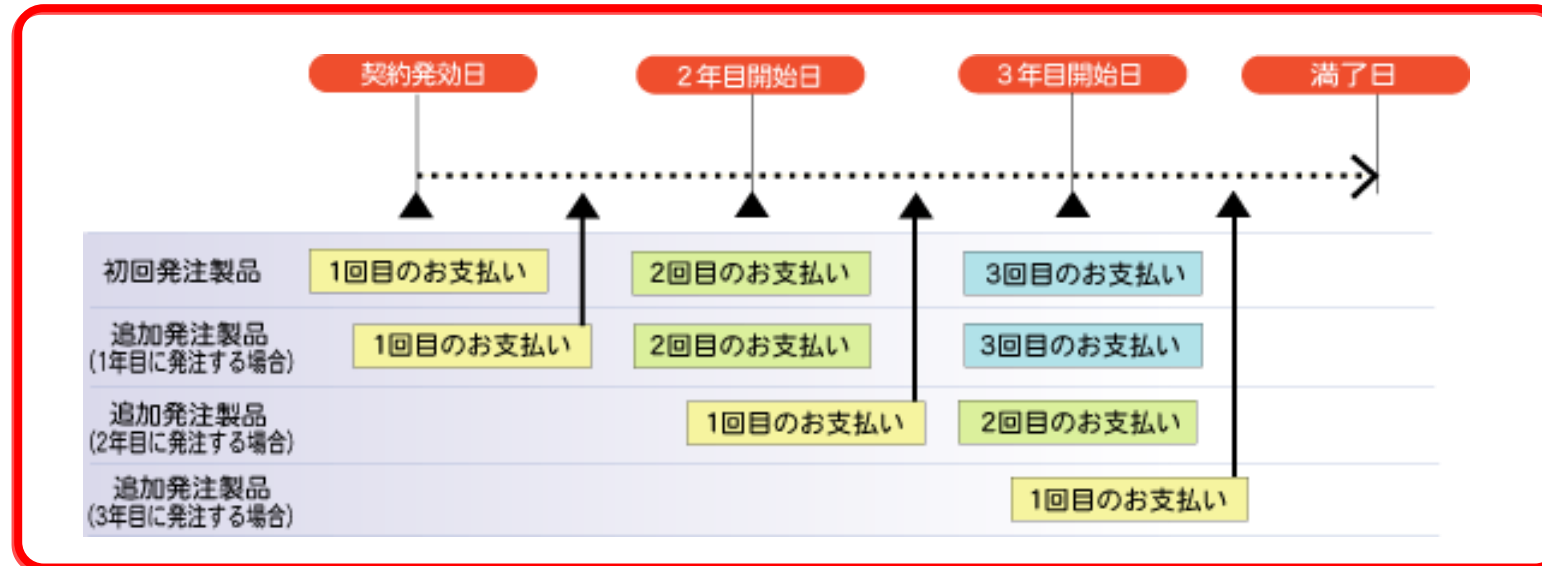 契約発効日
2年目開始日
3年目開始日
満了日
初回発注製品
1回目のお支払い
2回目のお支払い
3回目のお支払い
追加発注製品
(1年目に発注する場合)
1回目のお支払い
2回目のお支払い
3回目のお支払い
追加発注製品
(2年目に発注する場合)
1回目のお支払い
2回目のお支払い
追加発注製品
(3年目に発注する場合)
1回目のお支払い